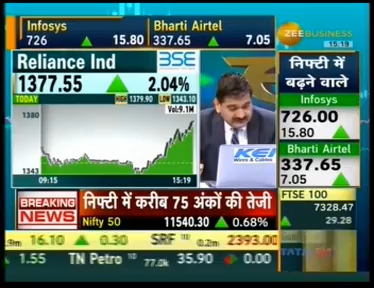 Infosys
726 15.80
Bharti Airtel
337.65 7.05
ZEE BUSINESS
15:19
Reliance Ind
BSE
1377.55 2.04%
TODAY HIGH 1379.90 LOW 1343.10
Vol:9.1M
1380
1343
09:15 15:19
KEI
Wires & Cables
निफ्टी में
बढ़ने वाले
Infosys
726.00
15.80
Bharti Airtel
337.65
7.05
BREAKING
NEWS
निफ्टी में करीब 75 अंकों की तेजी
Nifty 50 11540.30 0.68%
FTSE 100
7328.47
29.28
16.10 0.30 SRF 0.2m 2393.00
1.55 TN Petro 77.0k 35.90 0.00